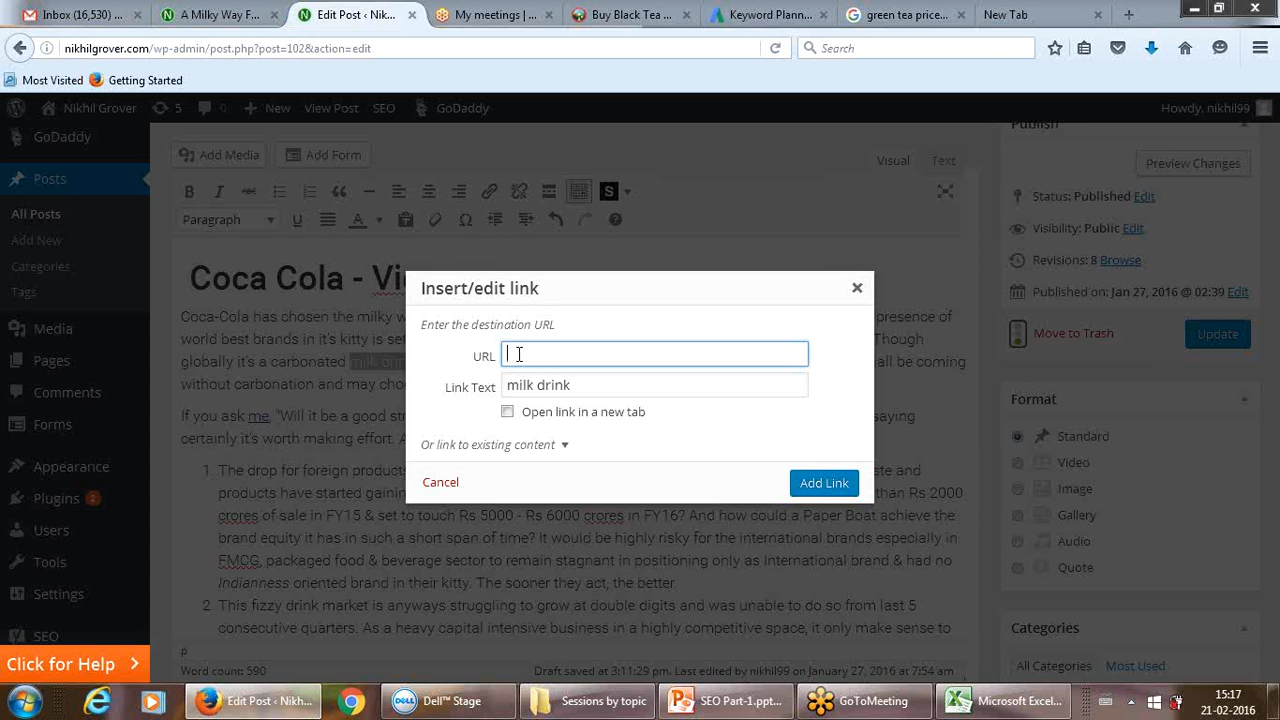 Inbox (16,530) ...
A Milky Way F...
Edit Post ‹ Nik...
My meetings | ...
Buy Black Tea ...
Keyword Plann...
green tea price...
New Tab
nikhilgrover.com/wp-admin/post.php?post=102&action=edit
Search
Most Visited
Getting Started
Nikhil Grover
5
0
New
View Post
SEO
GoDaddy
Howdy, nikhil99
GoDaddy
Posts
All Posts
Add New
Categories
Tags
Media
Pages
Comments
Forms
Appearance
Plugins 2
Users
Tools
Settings
SEO
Click for Help
Add Media
Add Form
Visual
Text
B I ABC
S
Paragraph
U
A
Coca Cola - Vi
Coca-Cola has chosen the milky w
presence of
world best brands in it's kitty is set
Though
globally it's a carbonated
all be coming
without carbonation and may choo
If you ask me, "Will it be a good str
saying
certainly it's worth making effort. A
1. The drop for foreign products
ste and
products have started gaining
than Rs 2000
crores of sale in FY15 & set to touch Rs 5000 - Rs 6000 crores in FY16? And how could a Paper Boat achieve the
brand equity it has in such a short span of time? It would be highly risky for the international brands especially in
FMCG, packaged food & beverage sector to remain stagnant in positioning only as international brand & had no
Indianness oriented brand in their kitty. The sooner they act, the better
2. This fizzy drink market is anyways struggling to grow at double digits and was unable to do so from last 5
consecutive quarters. As a heavy capital intensive business in a highly competitive space, it only make sense to
p
Word count: 590
Draft saved at 3:11:29 pm. Last edited by nikhil99 on January 27, 2016 at 7:54 am
Insert/edit link
Enter the destination URL
URL
Link Text
milk drink
Open link in a new tab
Or link to existing content
Cancel
Add Link
Publish
Preview Changes
Status: Published Edit
Visibility: Public Edit
Revisions: 8 Browse
Published on: Jan 27, 2016 @ 02:39 Edit
Move to Trash
Update
Format
Standard
Video
Image
Gallery
Audio
Quote
Categories
All Categories
Most Used
Edit Post ‹ Nikh...
Dell™ Stage
Sessions by topic
SEO Part-1.ppt...
GoToMeeting
Microsoft Excel...
15:17
21-02-2016